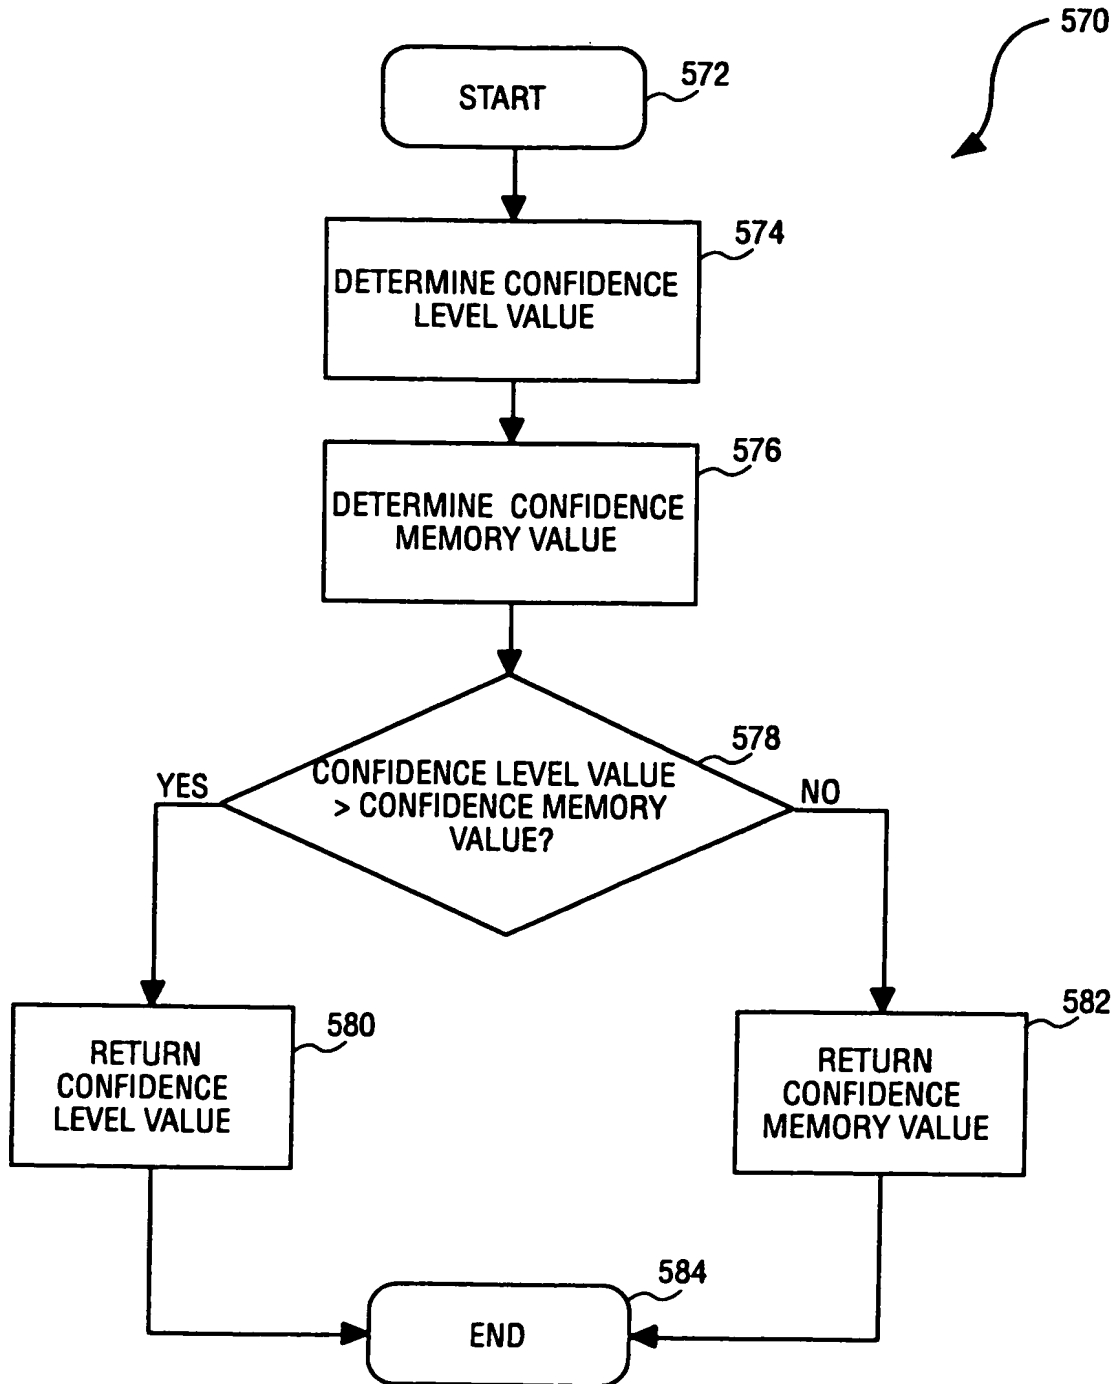 570
START
572
DETERMINE CONFIDENCE
LEVEL VALUE
574
DETERMINE CONFIDENCE
MEMORY VALUE
576
CONFIDENCE LEVEL VALUE
> CONFIDENCE MEMORY
VALUE?
578
YES
NO
RETURN
CONFIDENCE
LEVEL VALUE
580
RETURN
CONFIDENCE
MEMORY VALUE
582
END
584